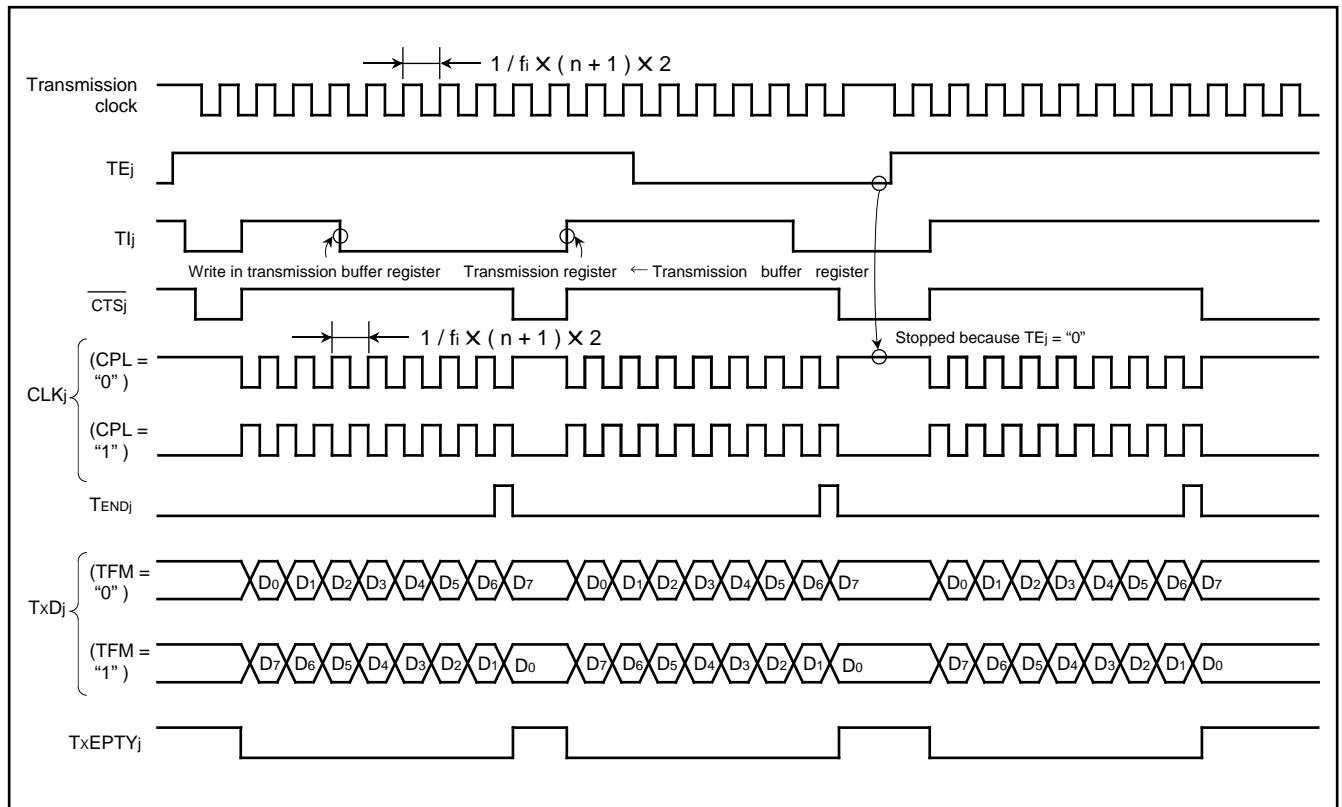 1 / fi X ( n + 1 ) X 2
Transmission
clock
TEj
TIj
Write in transmission buffer register
Transmission register ← Transmission buffer register
CTSj
1 / fi X ( n + 1 ) X 2
Stopped because TEj = “0”
CLKj
(CPL =
“0” )
(CPL =
“1” )
TENDj
TxDj
(TFM =
“0” )
D0 D1 D2 D3 D4 D5 D6 D7 D0 D1 D2 D3 D4 D5 D6 D7 D0 D1 D2 D3 D4 D5 D6 D7
(TFM =
“1” )
D7 D6 D5 D4 D3 D2 D1 D0 D7 D6 D5 D4 D3 D2 D1 D0 D7 D6 D5 D4 D3 D2 D1 D0
TxEPTYj